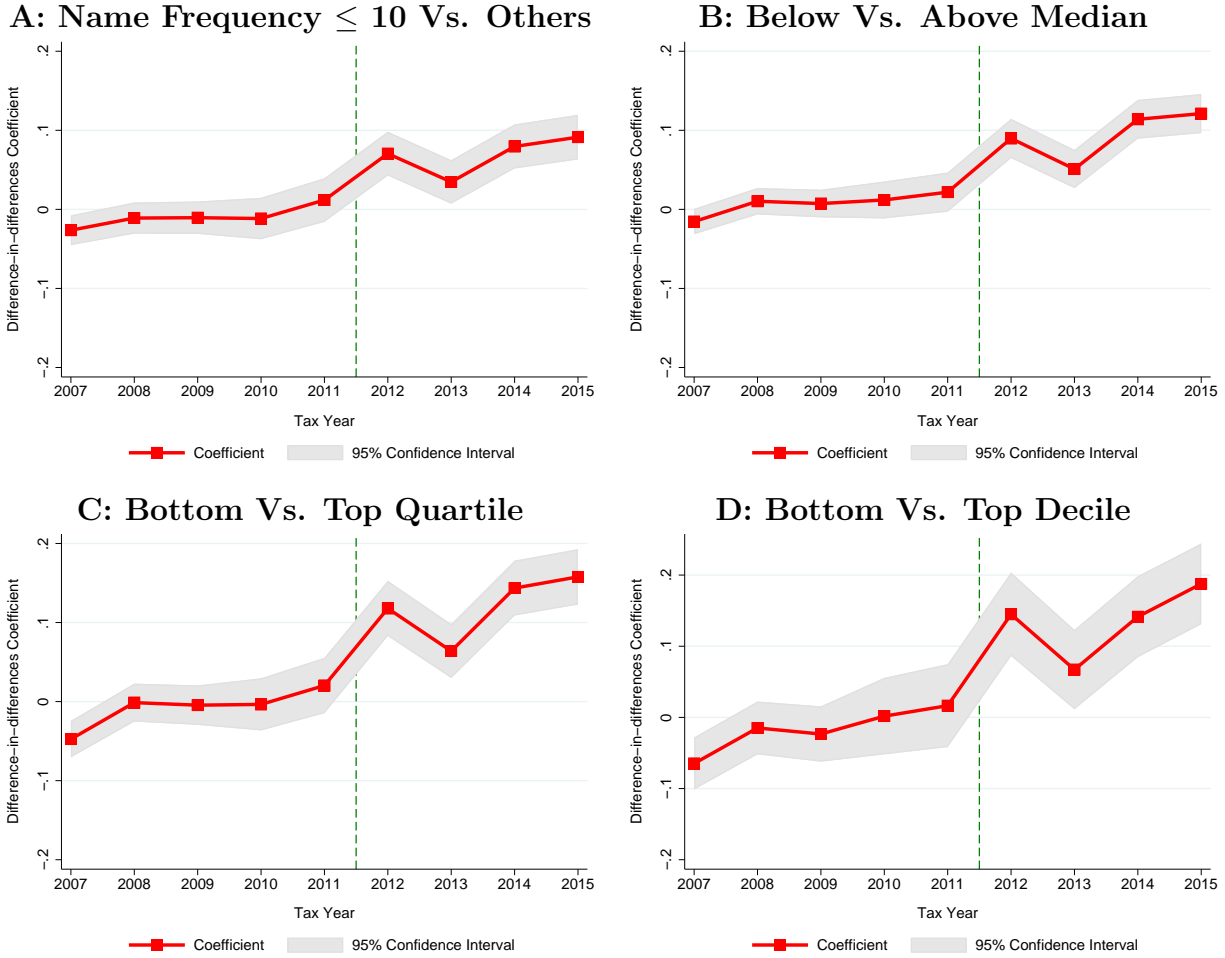 A: Name Frequency ≤ 10 Vs. Others
Difference−in−differences Coefficient
.2
.1
0
−.1
−.2
2007 2008 2009 2010 2011 2012 2013 2014 2015
Tax Year
Coefficient 95% Confidence Interval
B: Below Vs. Above Median
Difference−in−differences Coefficient
.2
.1
0
−.1
−.2
2007 2008 2009 2010 2011 2012 2013 2014 2015
Tax Year
Coefficient 95% Confidence Interval
C: Bottom Vs. Top Quartile
Difference−in−differences Coefficient
.2
.1
0
−.1
−.2
2007 2008 2009 2010 2011 2012 2013 2014 2015
Tax Year
Coefficient 95% Confidence Interval
D: Bottom Vs. Top Decile
Difference−in−differences Coefficient
.2
.1
0
−.1
−.2
2007 2008 2009 2010 2011 2012 2013 2014 2015
Tax Year
Coefficient 95% Confidence Interval